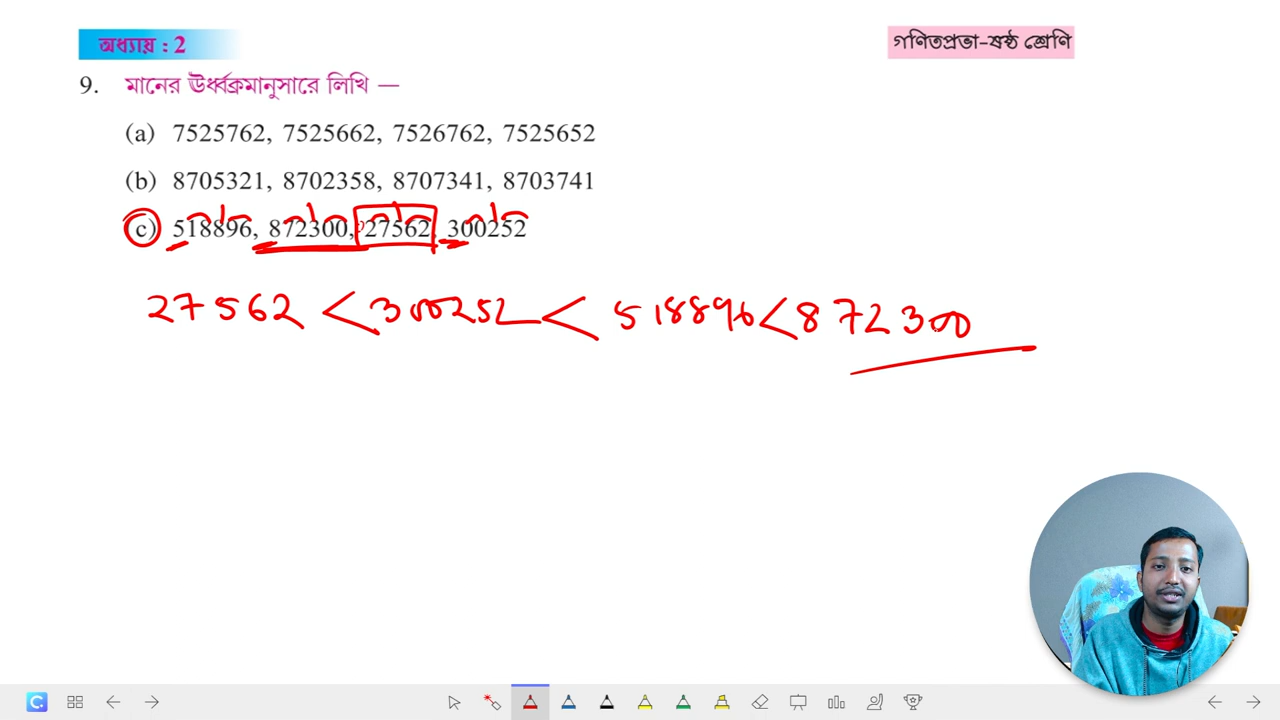 অধ্যায় : 2
গণিতপ্রভা-ষষ্ঠ শ্রেণি
9. মানের ঊর্ধ্বক্রমানুসারে লিখি —
(a) 7525762, 7525662, 7526762, 7525652
(b) 8705321, 8702358, 8707341, 8703741
(c) 518896, 872300, 27562, 300252
27562 < 300252 < 518896 < 872300